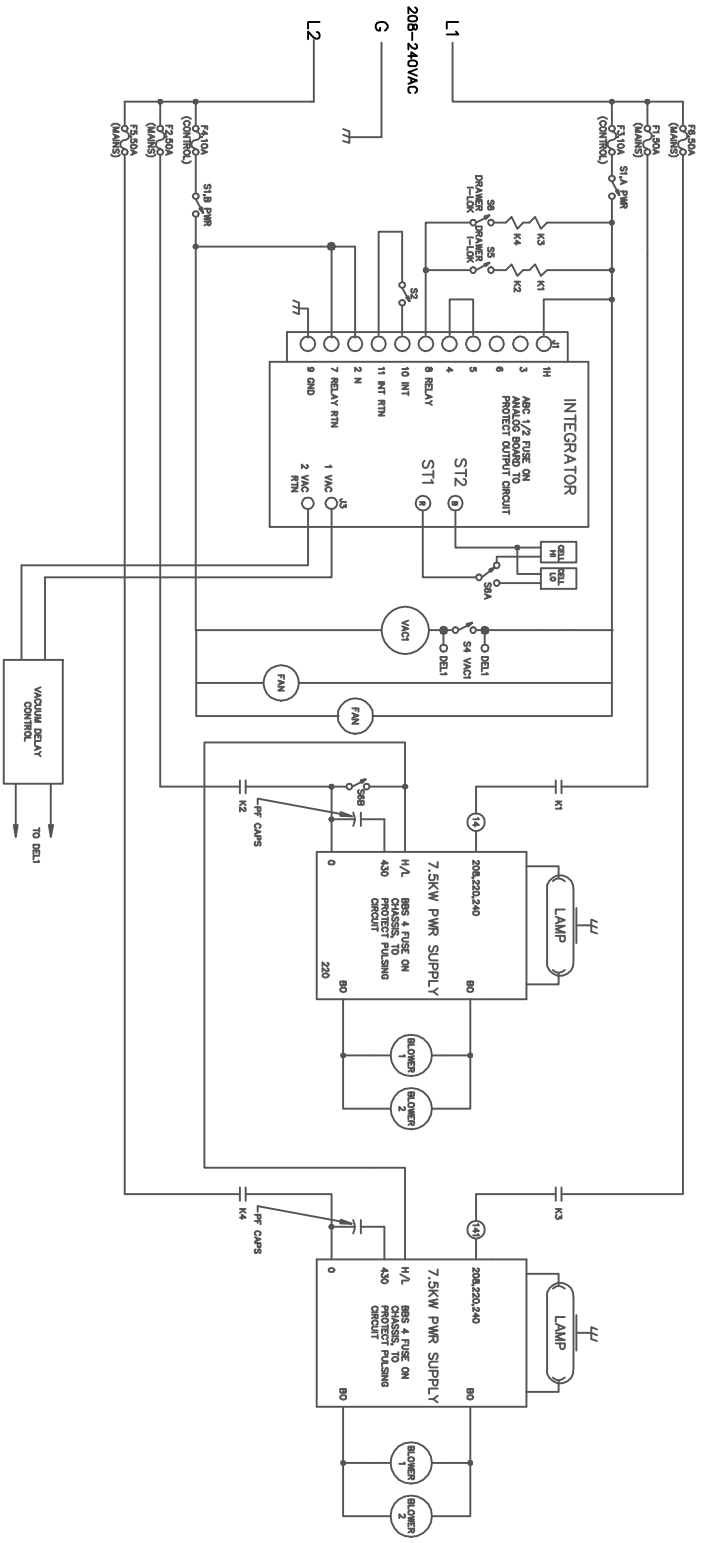 L1
208-240VAC
G
L2
F6,50A
(MAINS)
F1,50A
(MAINS)
F3,10A
(CONTROL)
S1,A PWR
F4,10A
(CONTROL)
S1,B PWR
F2,50A
(MAINS)
F5,50A
(MAINS)
K3
K4
S6
DRAWER
I-LOK
K1
K2
S5
DRAWER
I-LOK
S2
J1
1H
3
6
5
4
8 RELAY
10 INT
11 INT RTN
2 N
7 RELAY RTN
9 GND
INTEGRATOR
ABC 1/2 FUSE ON
ANALOG BOARD TO
PROTECT OUTPUT CIRCUIT
ST2
ST1
B
R
J3
1 VAC
2 VAC
RTN
CELL
HI
CELL
LO
S6A
DEL1
S4 VAC1
DEL1
VAC1
FAN
FAN
VACUUM DELAY
CONTROL
TO DEL1
K1
14
K2
S6B
PF CAPS
LAMP
208,220,240
7.5KW PWR SUPPLY
H/L
430
0
BBS 4 FUSE ON
CHASSIS, TO
PROTECT PULSING
CIRCUIT
220
BO
BO
BLOWER
1
BLOWER
2
K3
141
K4
PF CAPS
LAMP
208,220,240
7.5KW PWR SUPPLY
H/L
430
0
BBS 4 FUSE ON
CHASSIS, TO
PROTECT PULSING
CIRCUIT
BO
BO
BLOWER
1
BLOWER
2